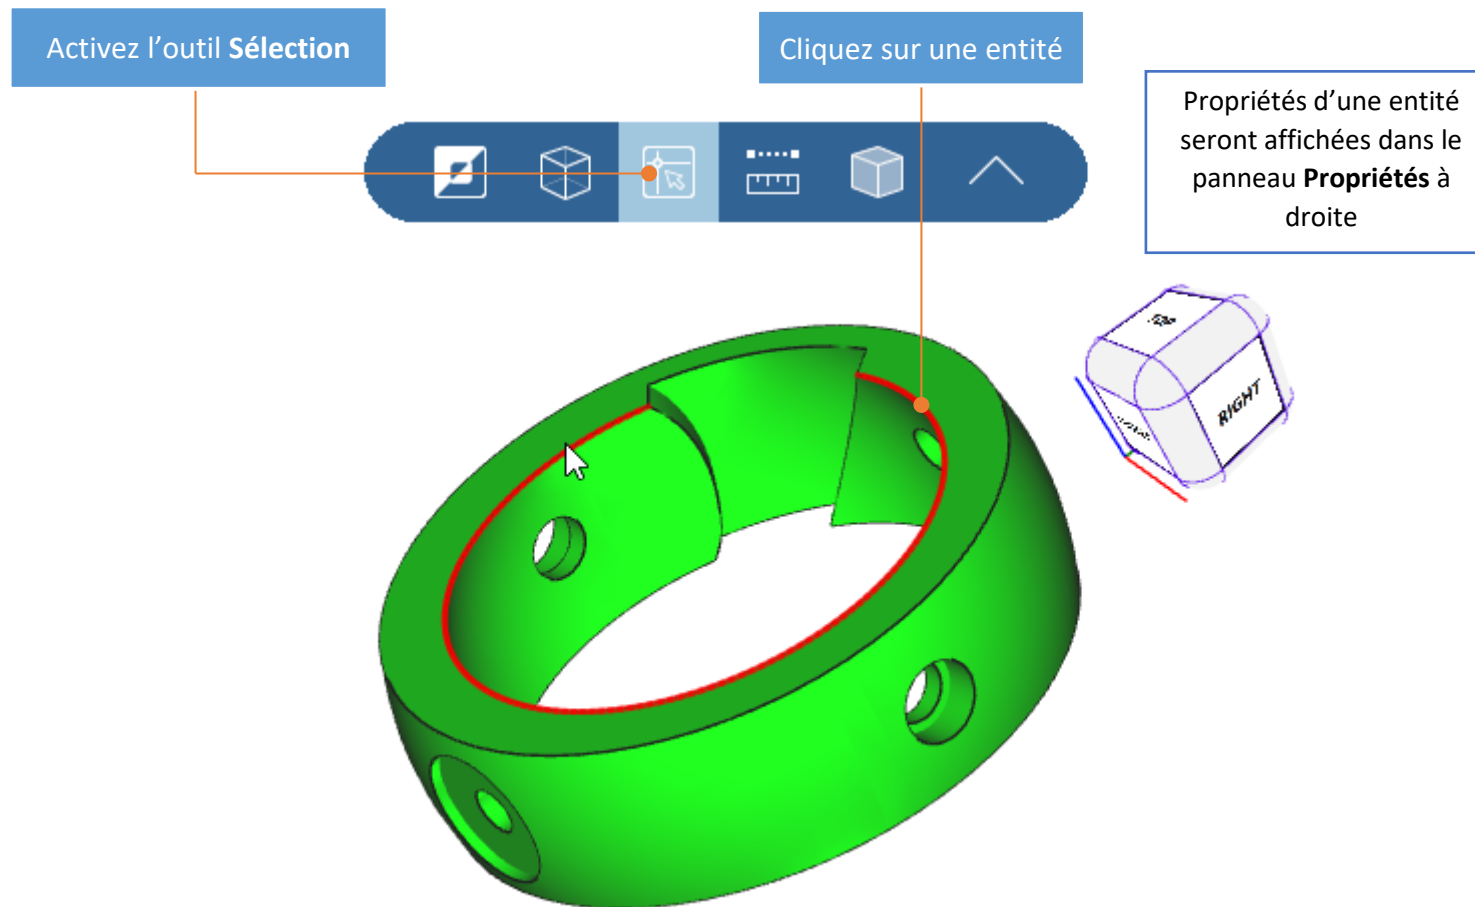 Activez l’outil Sélection
Cliquez sur une entité
Propriétés d’une entité
seront affichées dans le
panneau Propriétés à
droite
TOP
RIGHT